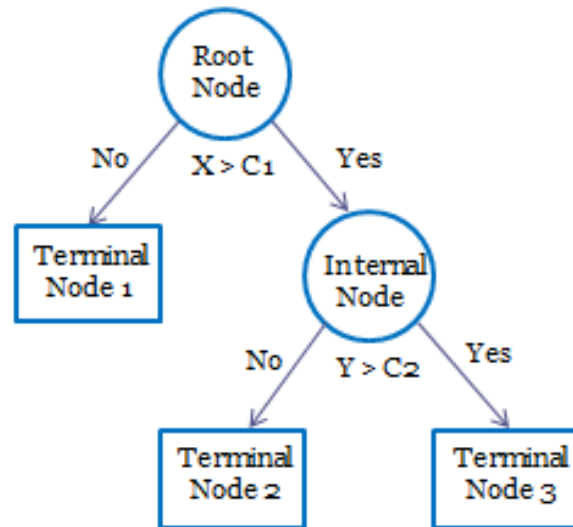 Root
Node
No
X > C1
Yes
Terminal
Node 1
Internal
Node
No
Y > C2
Yes
Terminal
Node 2
Terminal
Node 3